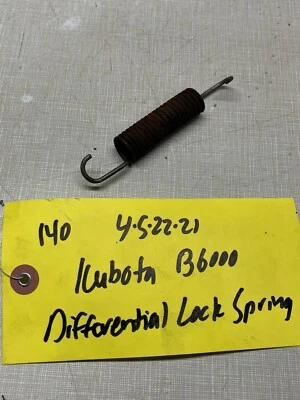 140 4-5-22-21
Kubota B6000
Differential Lock Spring